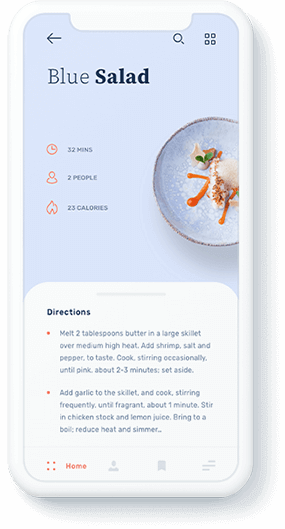 Blue Salad
32 MINS
2 PEOPLE
23 CALORIES
Directions
Melt 2 tablespoons butter in a large skillet
over medium high heat. Add shrimp, salt and
pepper, to taste. Cook, stirring occasionally,
until pink, about 2-3 minutes; set aside.
Add garlic to the skillet, and cook, stirring
frequently, until fragrant, about 1 minute. Stir
in chicken stock and lemon juice. Bring to a
boil; reduce heat and simmer...
Home